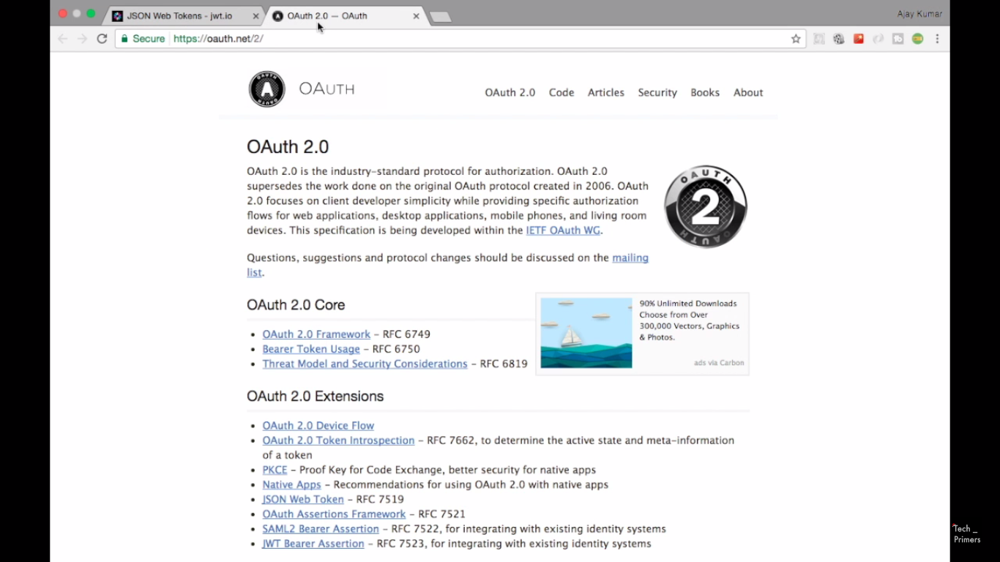 JSON Web Tokens - jwt.io
OAuth 2.0 — OAuth
Ajay Kumar
Secure
https://oauth.net/2/
OAUTH
OAuth 2.0 Code Articles Security Books About
OAuth 2.0
OAuth 2.0 is the industry-standard protocol for authorization. OAuth 2.0
supersedes the work done on the original OAuth protocol created in 2006. OAuth
2.0 focuses on client developer simplicity while providing specific authorization
flows for web applications, desktop applications, mobile phones, and living room
devices. This specification is being developed within the IETF OAuth WG.
OAUTH
2
OAUTH
Questions, suggestions and protocol changes should be discussed on the mailing
list.
OAuth 2.0 Core
OAuth 2.0 Framework – RFC 6749
Bearer Token Usage – RFC 6750
Threat Model and Security Considerations – RFC 6819
90% Unlimited Downloads
Choose from Over
300,000 Vectors, Graphics
& Photos.
ads via Carbon
OAuth 2.0 Extensions
OAuth 2.0 Device Flow
OAuth 2.0 Token Introspection – RFC 7662, to determine the active state and meta-information
of a token
PKCE – Proof Key for Code Exchange, better security for native apps
Native Apps – Recommendations for using OAuth 2.0 with native apps
JSON Web Token – RFC 7519
OAuth Assertions Framework – RFC 7521
SAML2 Bearer Assertion – RFC 7522, for integrating with existing identity systems
JWT Bearer Assertion – RFC 7523, for integrating with existing identity systems
Tech _
Primers